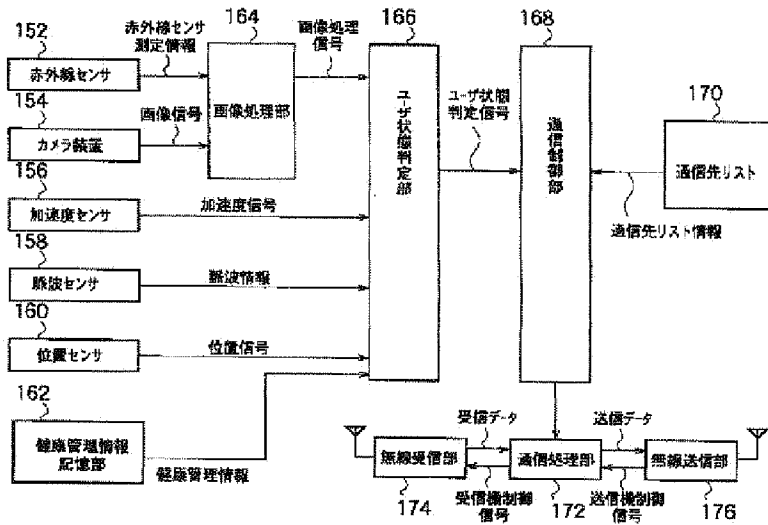 152
赤外線センサ
赤外線センサ
測定情報
164
画像処理部
画像処理
信号
154
カメラ装置
画像信号
156
加速度センサ
加速度信号
158
脈波センサ
脈波情報
160
位置センサ
位置信号
162
健康管理情報
記憶部
健康管理情報
166
ユーザ状態判定部
ユーザ状態
判定信号
168
通信制御部
170
通信先リスト
通信先リスト情報
受信データ
送信データ
無線受信部
通信処理部
無線送信部
174
受信機制御
信号
172
送信機制御
信号
176